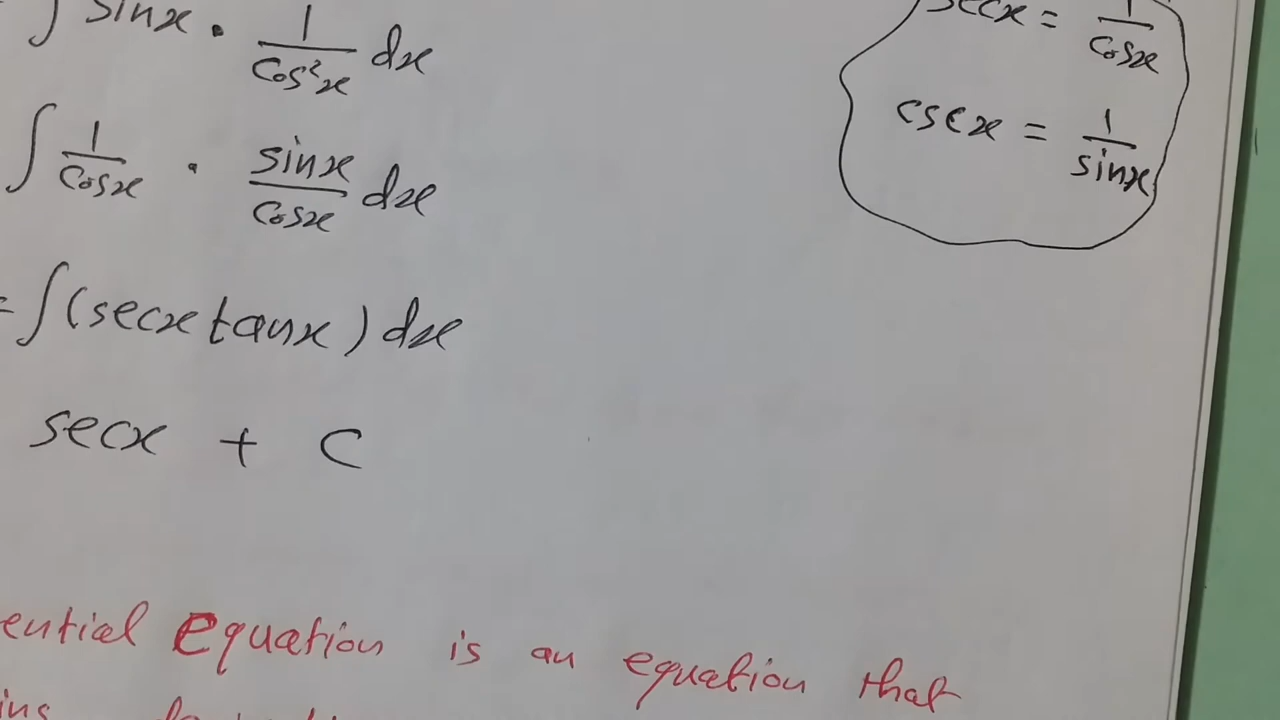 ∫ sinx · 1/cos²x dx
secx = 1/cosx
cscx = 1/sinx
∫ 1/cosx · sinx/cosx dx
= ∫(secx tanx) dx
secx + C
ential Equation is an equation that